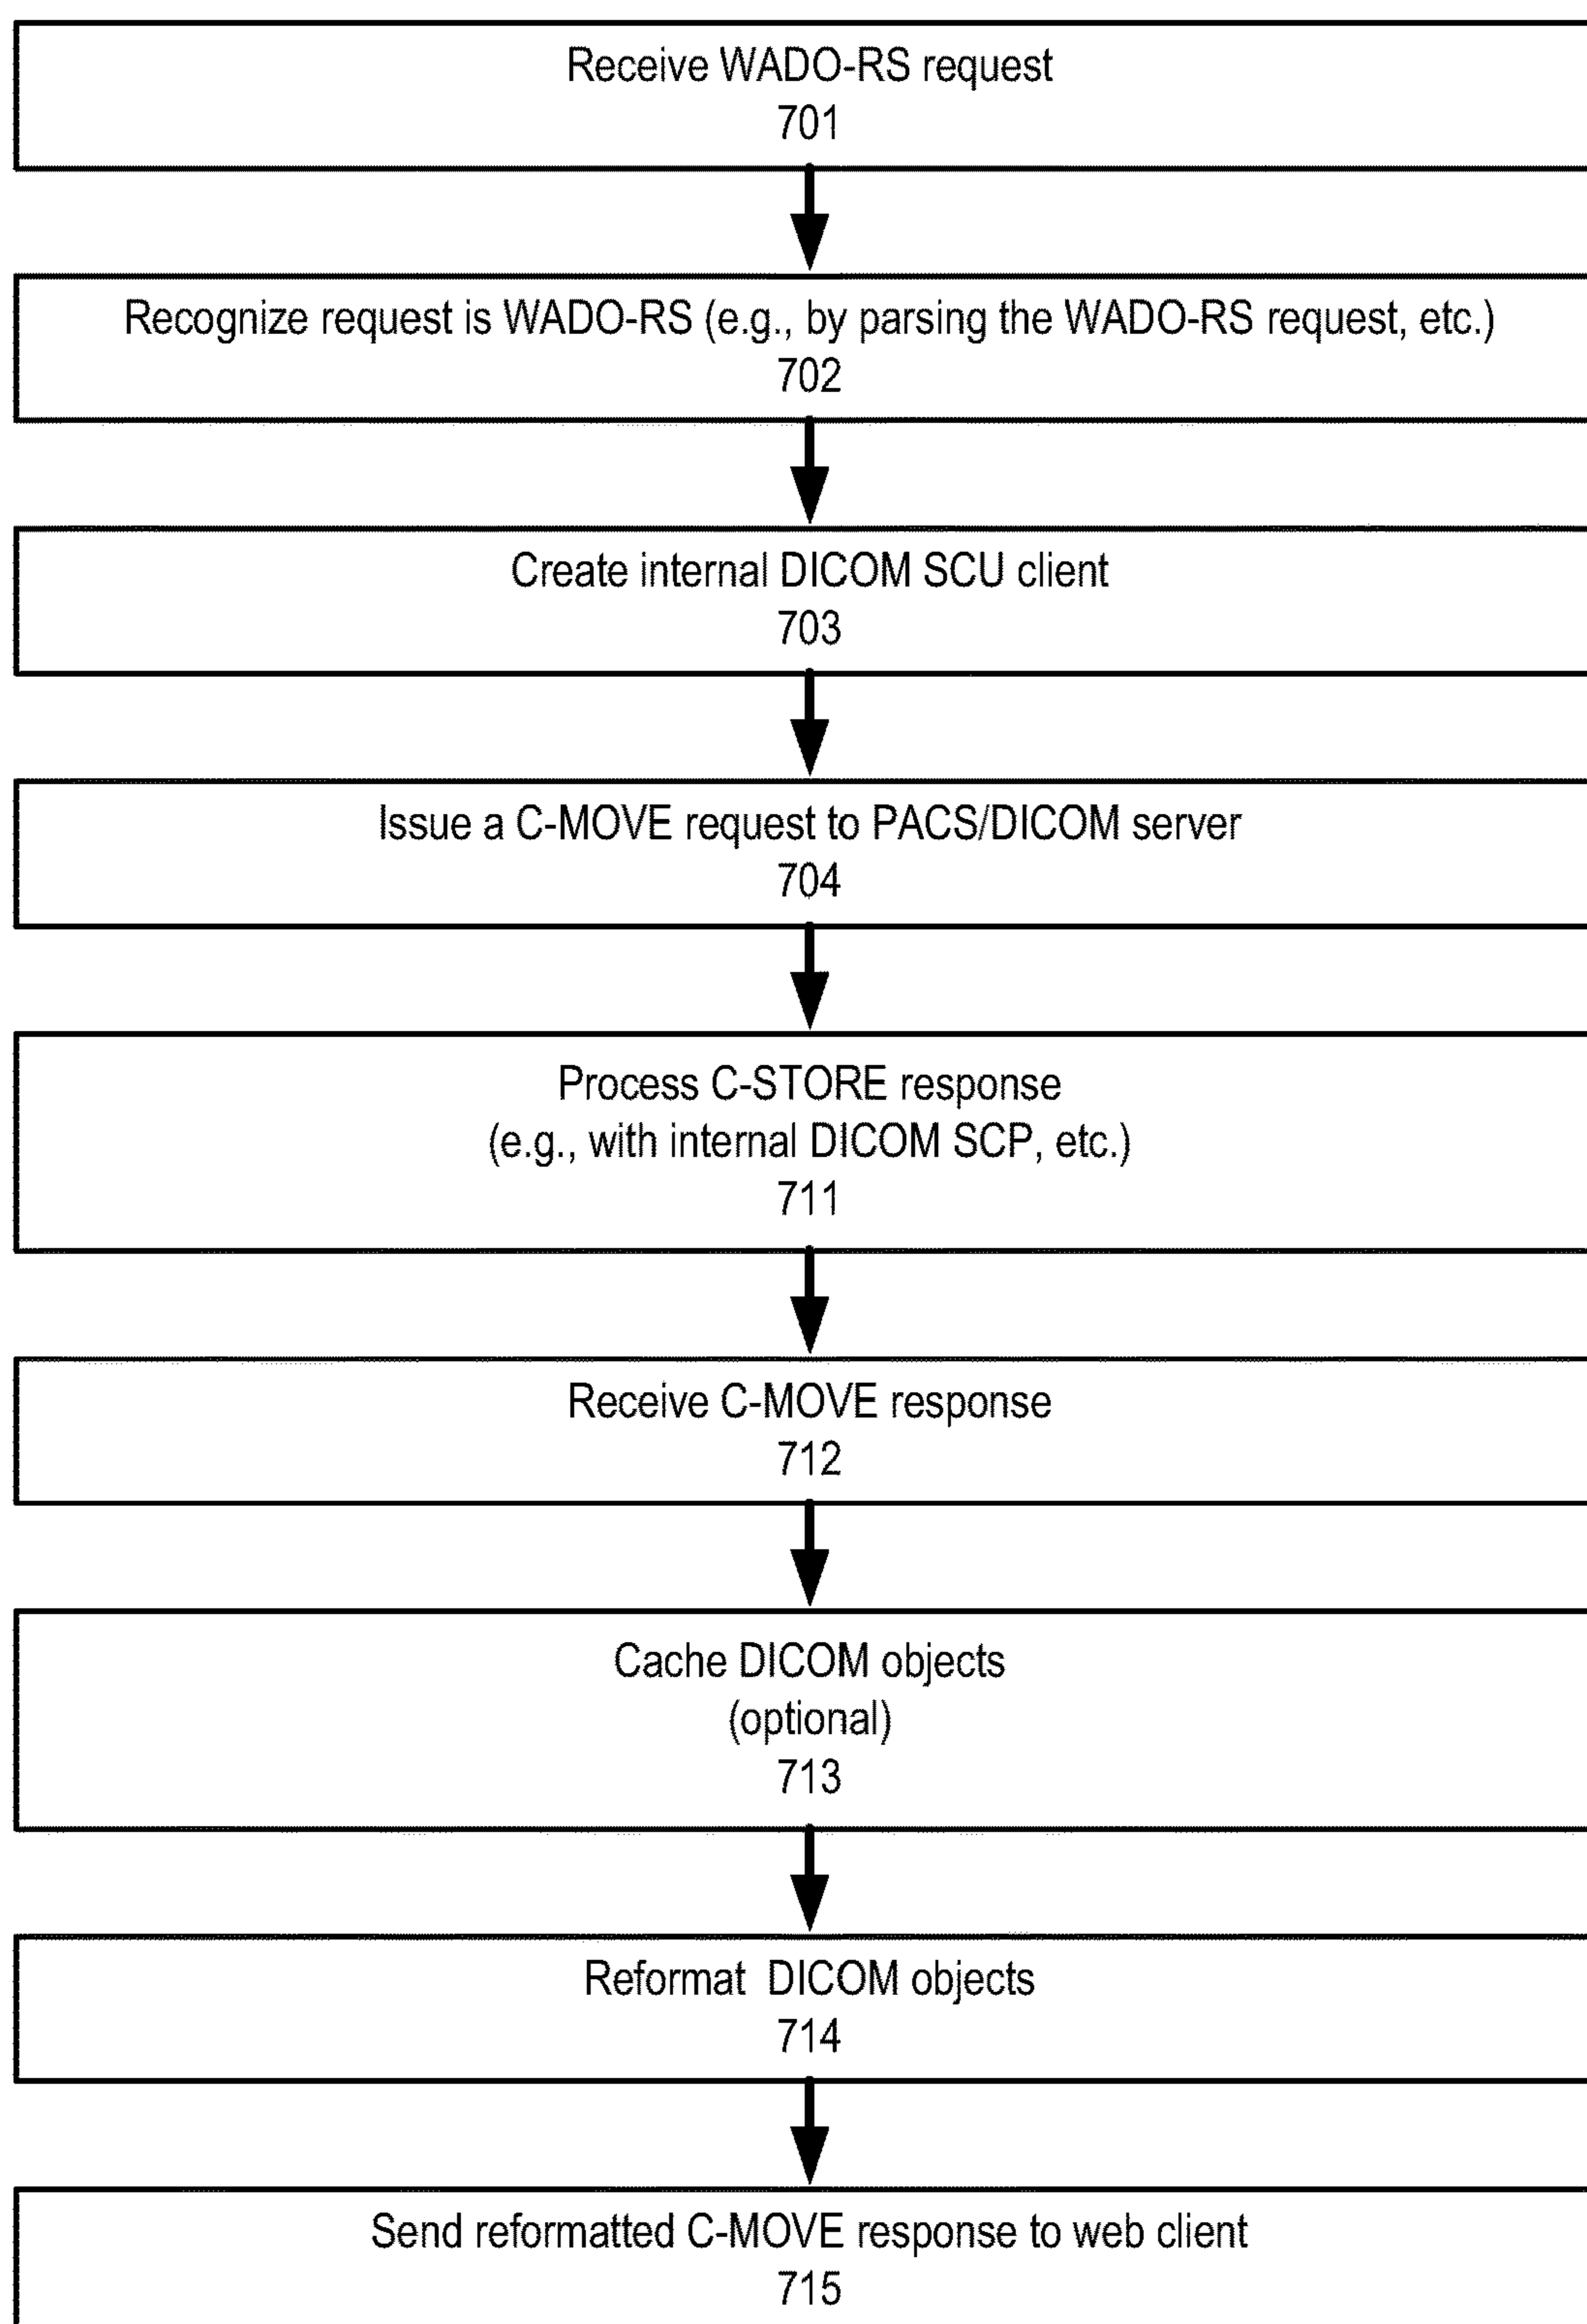 Receive WADO-RS request
701
Recognize request is WADO-RS (e.g., by parsing the WADO-RS request, etc.)
702
Create internal DICOM SCU client
703
Issue a C-MOVE request to PACS/DICOM server
704
Process C-STORE response
(e.g., with internal DICOM SCP, etc.)
711
Receive C-MOVE response
712
Cache DICOM objects
(optional)
713
Reformat DICOM objects
714
Send reformatted C-MOVE response to web client
715